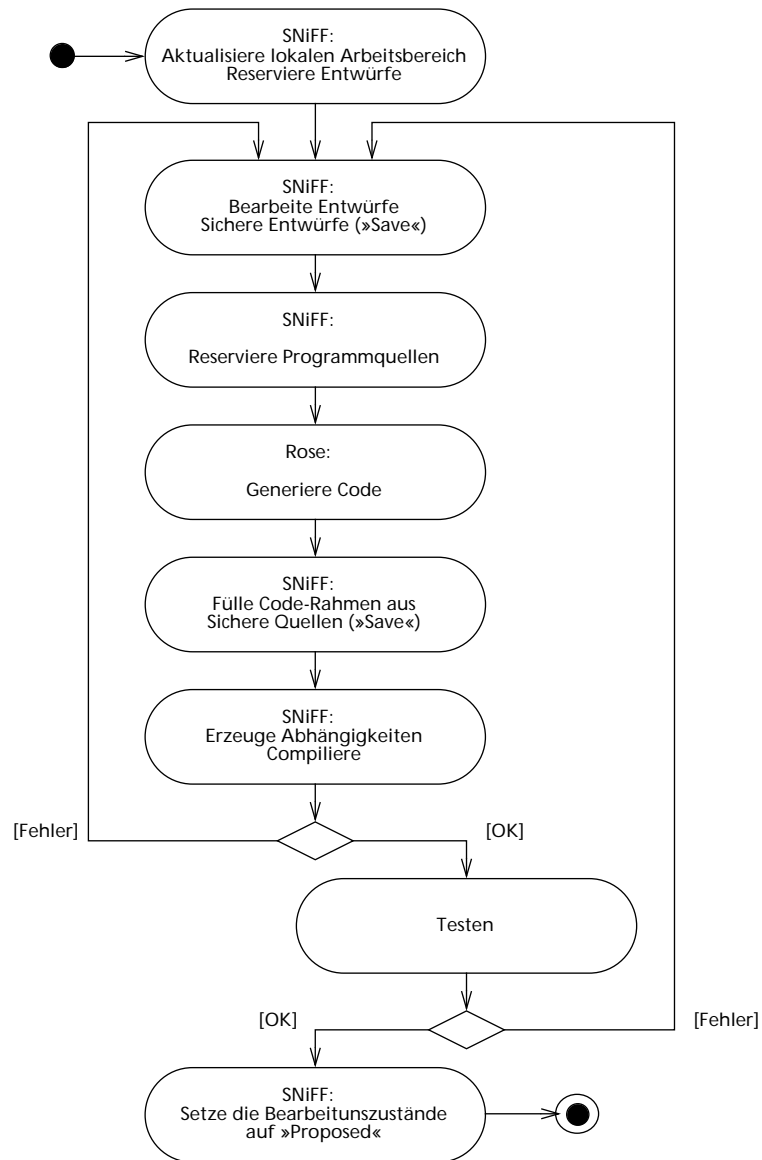 SNiFF:
Aktualisiere lokalen Arbeitsbereich
Reserviere Entwürfe
SNiFF:
Bearbeite Entwürfe
Sichere Entwürfe (»Save«)
SNiFF:
Reserviere Programmquellen
Rose:
Generiere Code
SNiFF:
Fülle Code-Rahmen aus
Sichere Quellen (»Save«)
SNiFF:
Erzeuge Abhängigkeiten
Compiliere
[Fehler]
[OK]
Testen
[OK]
[Fehler]
SNiFF:
Setze die Bearbeitunszustände
auf »Proposed«